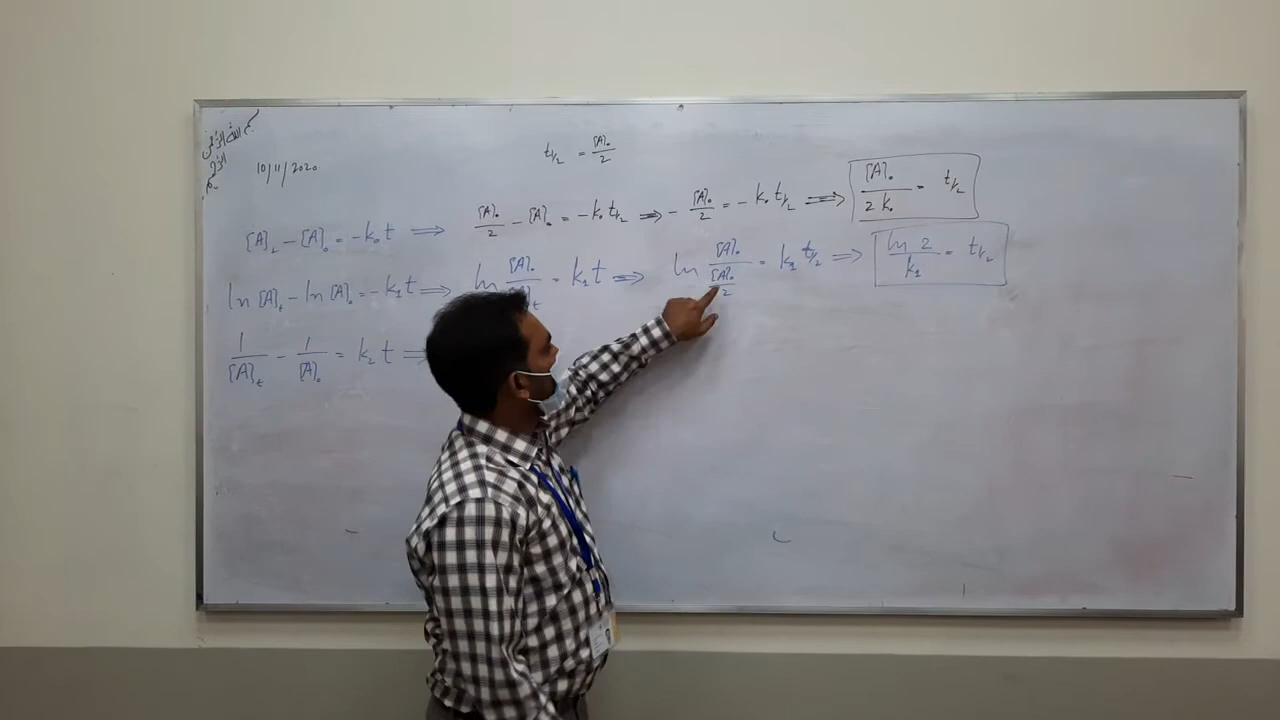 10/11/2020
t½ = [A]₀/2
[A]ₜ – [A]₀ = –k₀t ⟹ [A]₀/2 – [A]₀ = –k₀t½ ⟹ – [A]₀/2 = –k₀t½ ⟹ [A]₀/2k₀ = t½
ln[A]ₜ – ln[A]₀ = –k₁t ⟹ ln [A]₀/[A]ₜ = k₁t ⟹ ln [A]₀/([A]₀/2) = k₁t½ ⟹ ln 2/k₁ = t½
1/[A]ₜ – 1/[A]₀ = k₂t ⟹